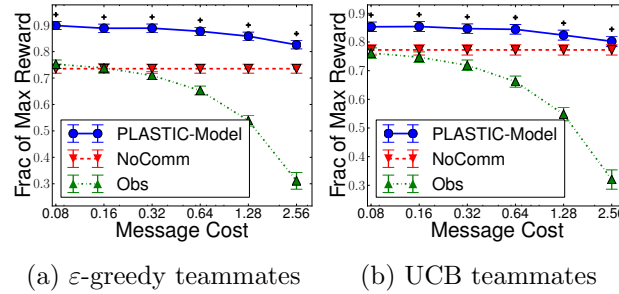 Frac of Max Reward
0.9
0.8
0.7
0.6
0.5
0.4
0.3
PLASTIC-Model
NoComm
Obs
0.08 0.16 0.32 0.64 1.28 2.56
Message Cost
(a) ε-greedy teammates
Frac of Max Reward
0.9
0.8
0.7
0.6
0.5
0.4
0.3
PLASTIC-Model
NoComm
Obs
0.08 0.16 0.32 0.64 1.28 2.56
Message Cost
(b) UCB teammates